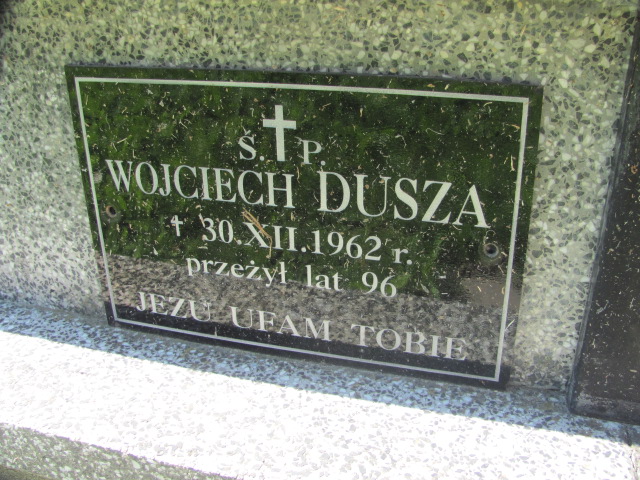 Ś. P.
WOJCIECH DUSZA
† 30.XII.1962 r.
przeżył lat 96
JEZU UFAM TOBIE